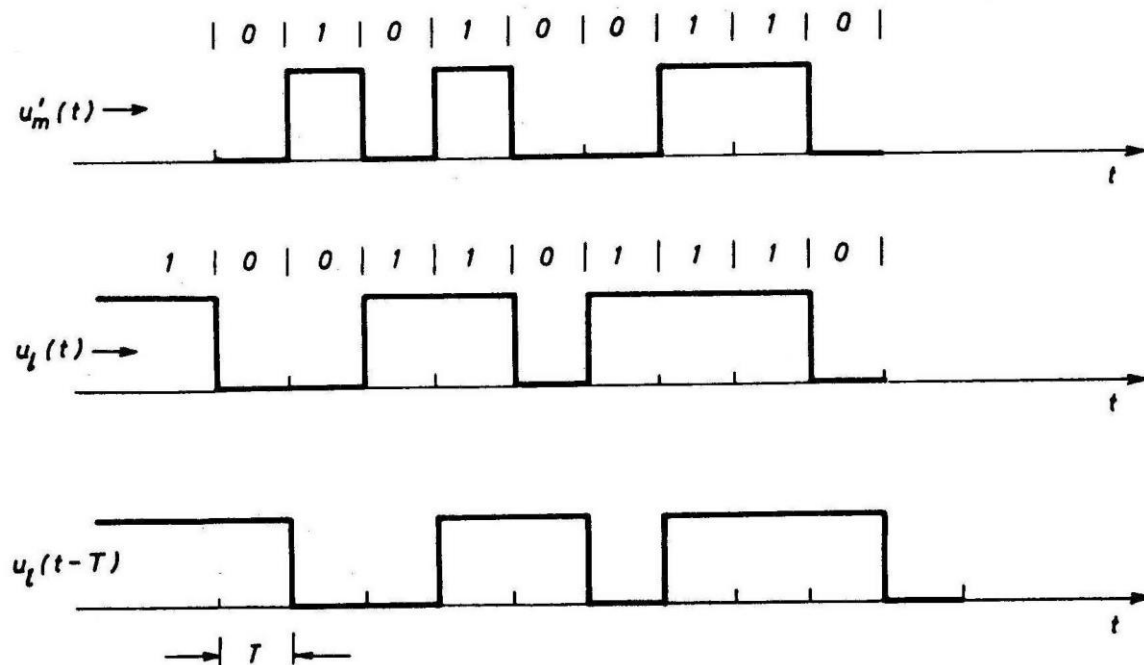 | 0 | 1 | 0 | 1 | 0 | 0 | 1 | 1 | 0 |
u'm(t)
t
1 | 0 | 0 | 1 | 1 | 0 | 1 | 1 | 1 | 0 |
ul(t)
t
ul(t-T)
t
T